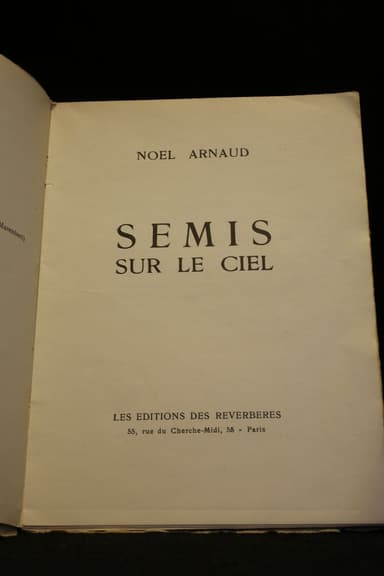 NOEL ARNAUD
SEMIS
SUR LE CIEL
LES EDITIONS DES REVERBERES
55, rue du Cherche-Midi, 55 - Paris